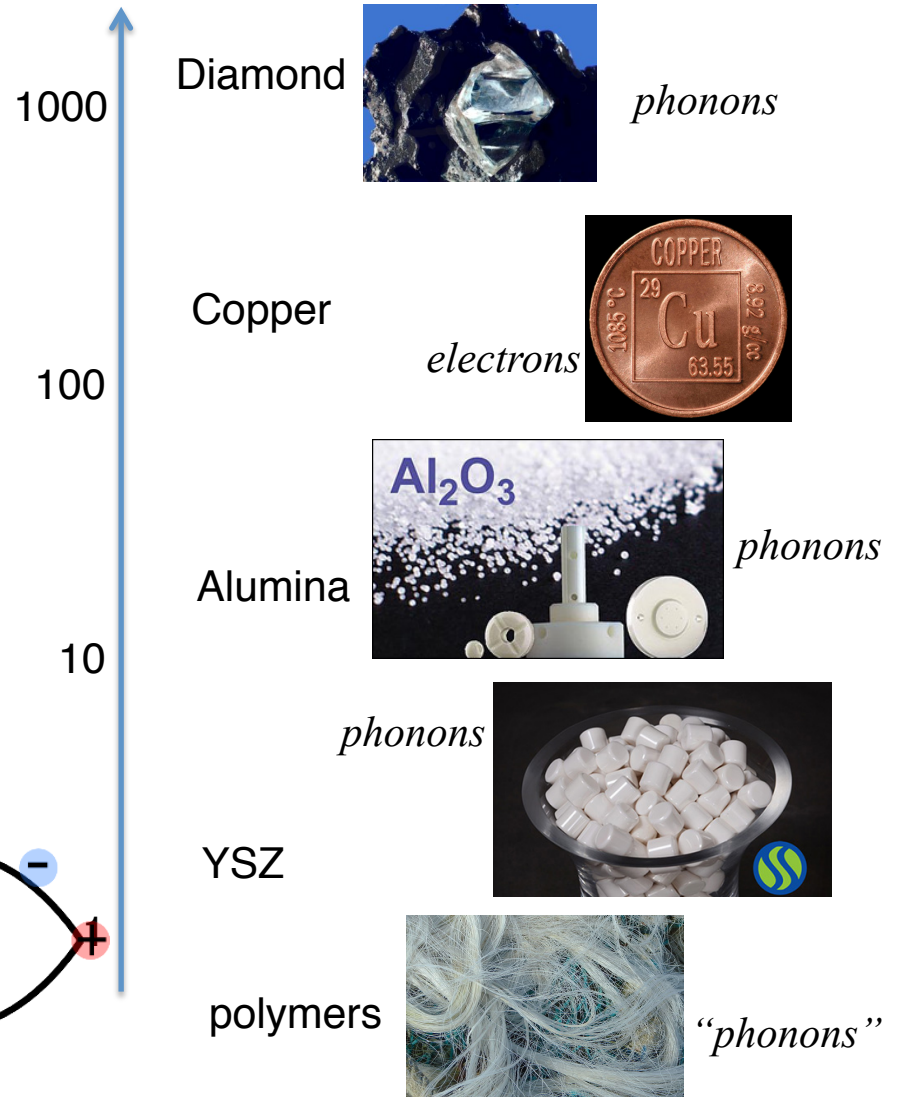 1000
Diamond
phonons
Copper
COPPER
29
Cu
63.55
1085 °C
8.92 g/cc
electrons
100
Al₂O₃
phonons
Alumina
10
phonons
-
YSZ
1
+
polymers
“phonons”